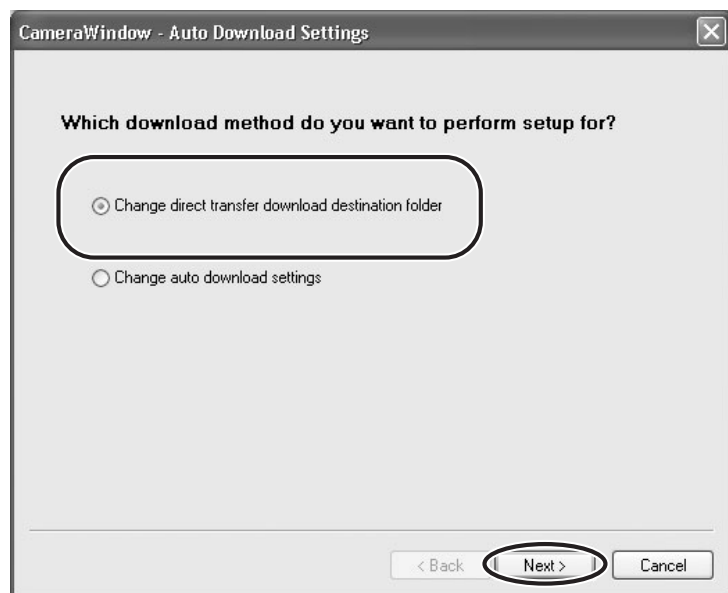 CameraWindow - Auto Download Settings
Which download method do you want to perform setup for?
Change direct transfer download destination folder
Change auto download settings
< Back
Next >
Cancel